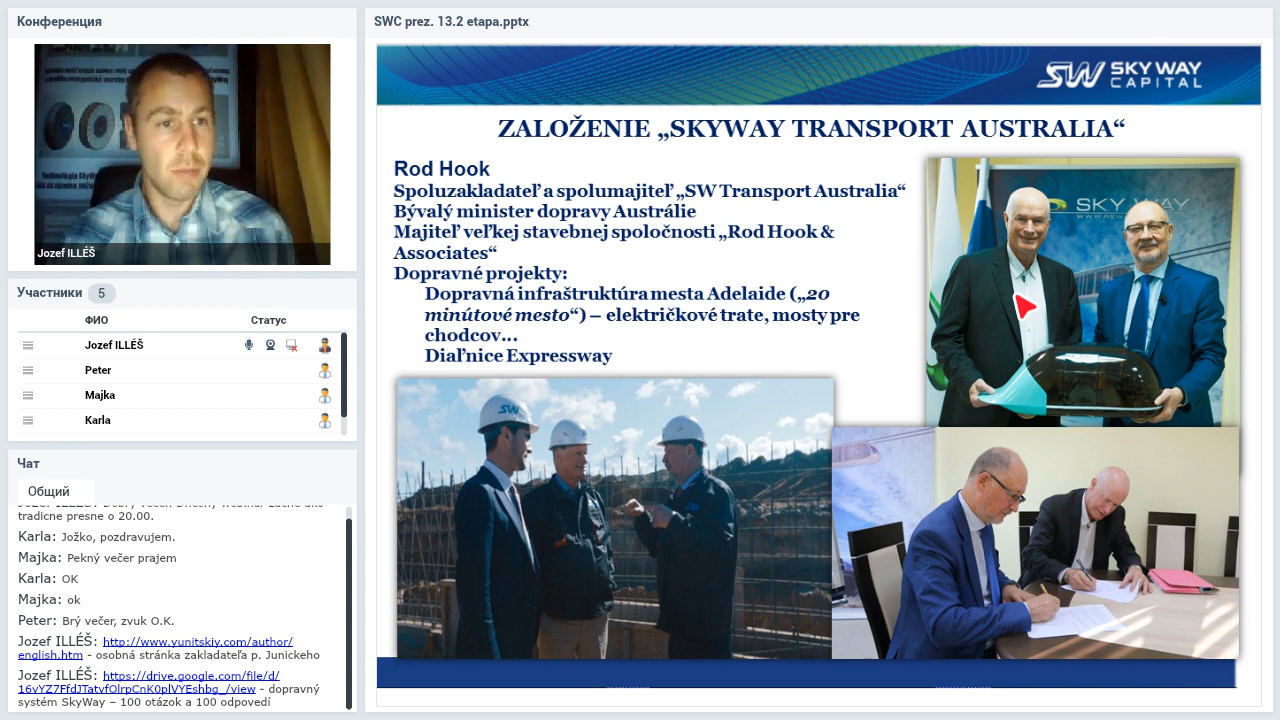 Конференция
Jozef ILLÉŠ
Участники 5
ФИО Статус
Jozef ILLÉŠ
Peter
Majka
Karla
Чат
Общий
tradicne presne o 20.00.
Karla: Jožko, pozdravujem.
Majka: Pekný večer prajem
Karla: OK
Majka: ok
Peter: Brý večer, zvuk O.K.
Jozef ILLÉŠ: http://www.yunitskiy.com/author/
english.htm - osobná stránka zakladateľa p. Junického
Jozef ILLÉŠ: https://drive.google.com/file/d/
16vYZ7FfdJTatvfOlrpCnK0plVYEshbg_/view - dopravný
systém SkyWay – 100 otázok a 100 odpovedí
SWC prez. 13.2 etapa.pptx
SW SKY WAY
CAPITAL
ZALOŽENIE „SKYWAY TRANSPORT AUSTRALIA“
Rod Hook
Spoluzakladateľ a spolumajiteľ „SW Transport Australia“
Bývalý minister dopravy Austrálie
Majiteľ veľkej stavebnej spoločnosti „Rod Hook &
Associates“
Dopravné projekty:
Dopravná infraštruktúra mesta Adelaide („20
minútové mesto“) – električkové trate, mosty pre
chodcov...
Diaľnice Expressway
SKY WAY
SW